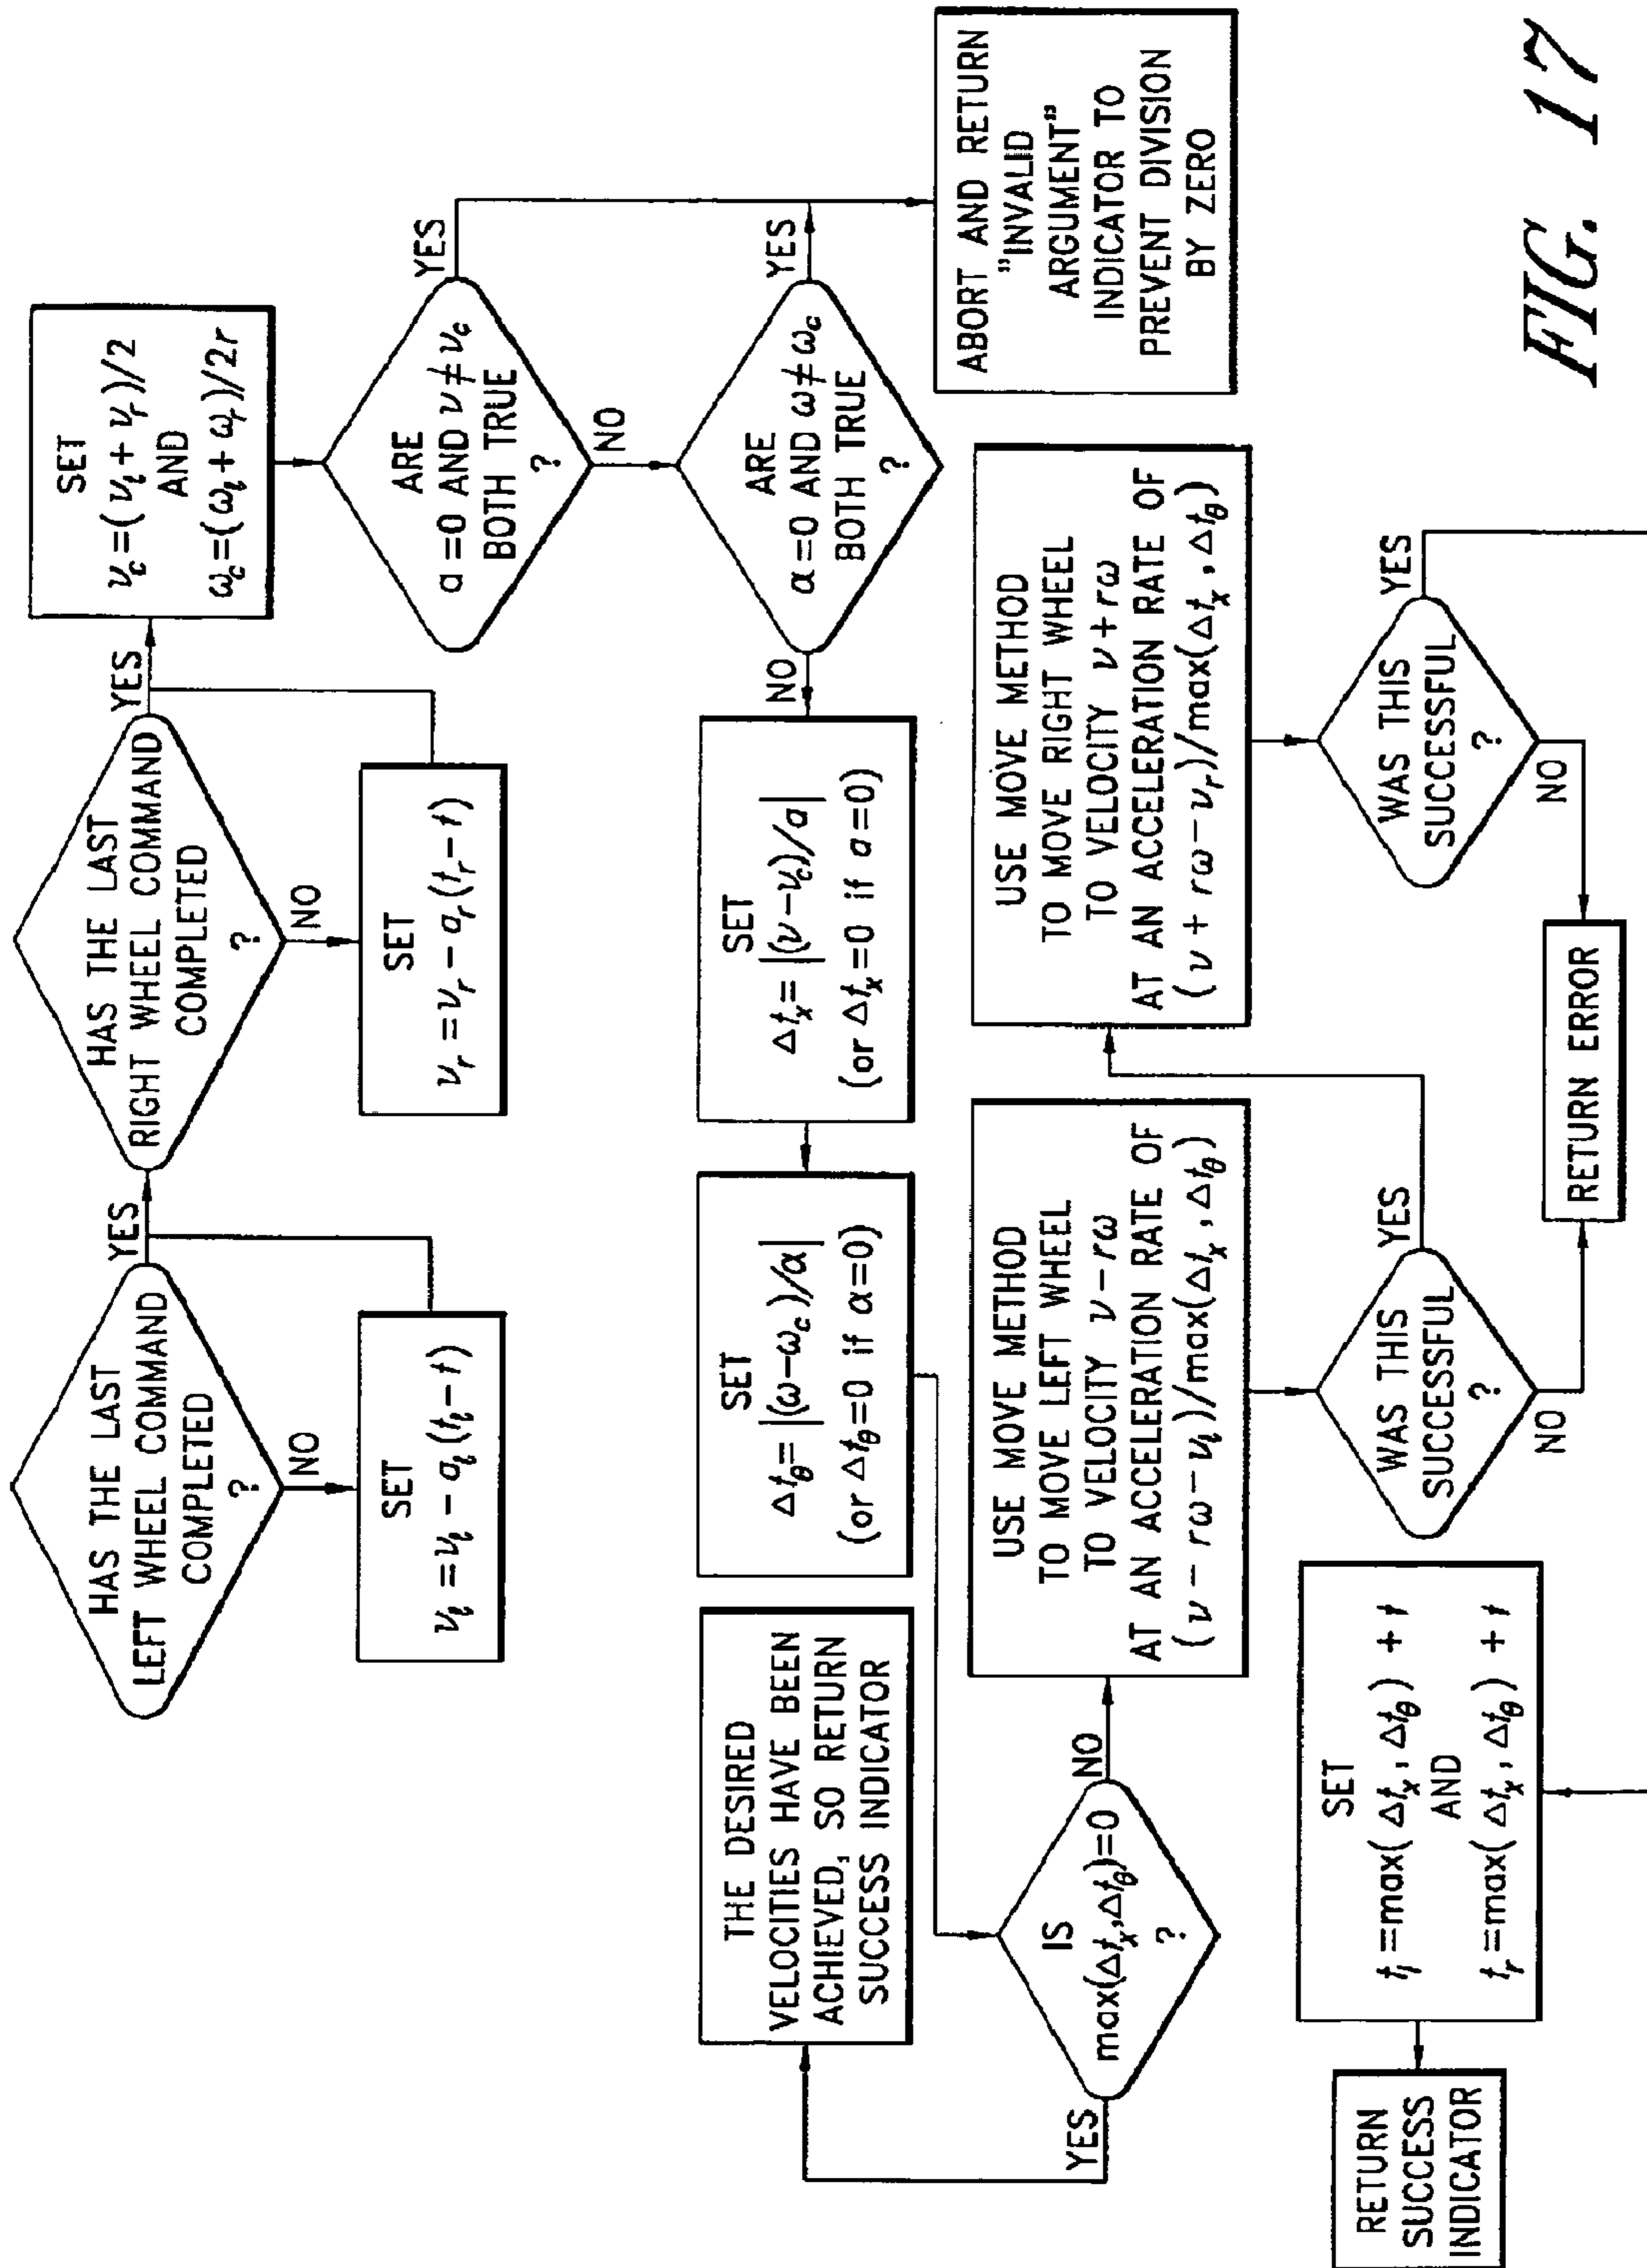 HAS THE LAST
LEFT WHEEL COMMAND
COMPLETED
?
YES
NO
SET
v_l = v_l − a_l (t_l − t)
HAS THE LAST
RIGHT WHEEL COMMAND
COMPLETED
?
YES
NO
SET
v_r = v_r − a_r (t_r − t)
SET
v_c = (v_l + v_r)/2
AND
ω_c = (ω_l + ω_r)/2r
ARE
a=0 AND v ≠ v_c
BOTH TRUE
?
YES
NO
ARE
α=0 AND ω ≠ ω_c
BOTH TRUE
?
YES
NO
ABORT AND RETURN
"INVALID
ARGUMENT"
INDICATOR TO
PREVENT DIVISION
BY ZERO
SET
Δt_x = |(v−v_c)/a|
(or Δt_x=0 if a=0)
SET
Δt_θ = |(ω−ω_c)/α|
(or Δt_θ=0 if α=0)
THE DESIRED
VELOCITIES HAVE BEEN
ACHIEVED, SO RETURN
SUCCESS INDICATOR
IS
max(Δt_x, Δt_θ)=0
?
YES
NO
USE MOVE METHOD
TO MOVE LEFT WHEEL
TO VELOCITY v−rω
AT AN ACCELERATION RATE OF
(v − rω − v_l)/max(Δt_x, Δt_θ)
WAS THIS
SUCCESSFUL
?
YES
NO
USE MOVE METHOD
TO MOVE RIGHT WHEEL
TO VELOCITY v+rω
AT AN ACCELERATION RATE OF
(v + rω − v_r)/max(Δt_x, Δt_θ)
WAS THIS
SUCCESSFUL
?
YES
NO
RETURN ERROR
SET
t_l =max(Δt_x, Δt_θ) + t
AND
t_r =max(Δt_x, Δt_θ) + t
RETURN
SUCCESS
INDICATOR
FIG. 17